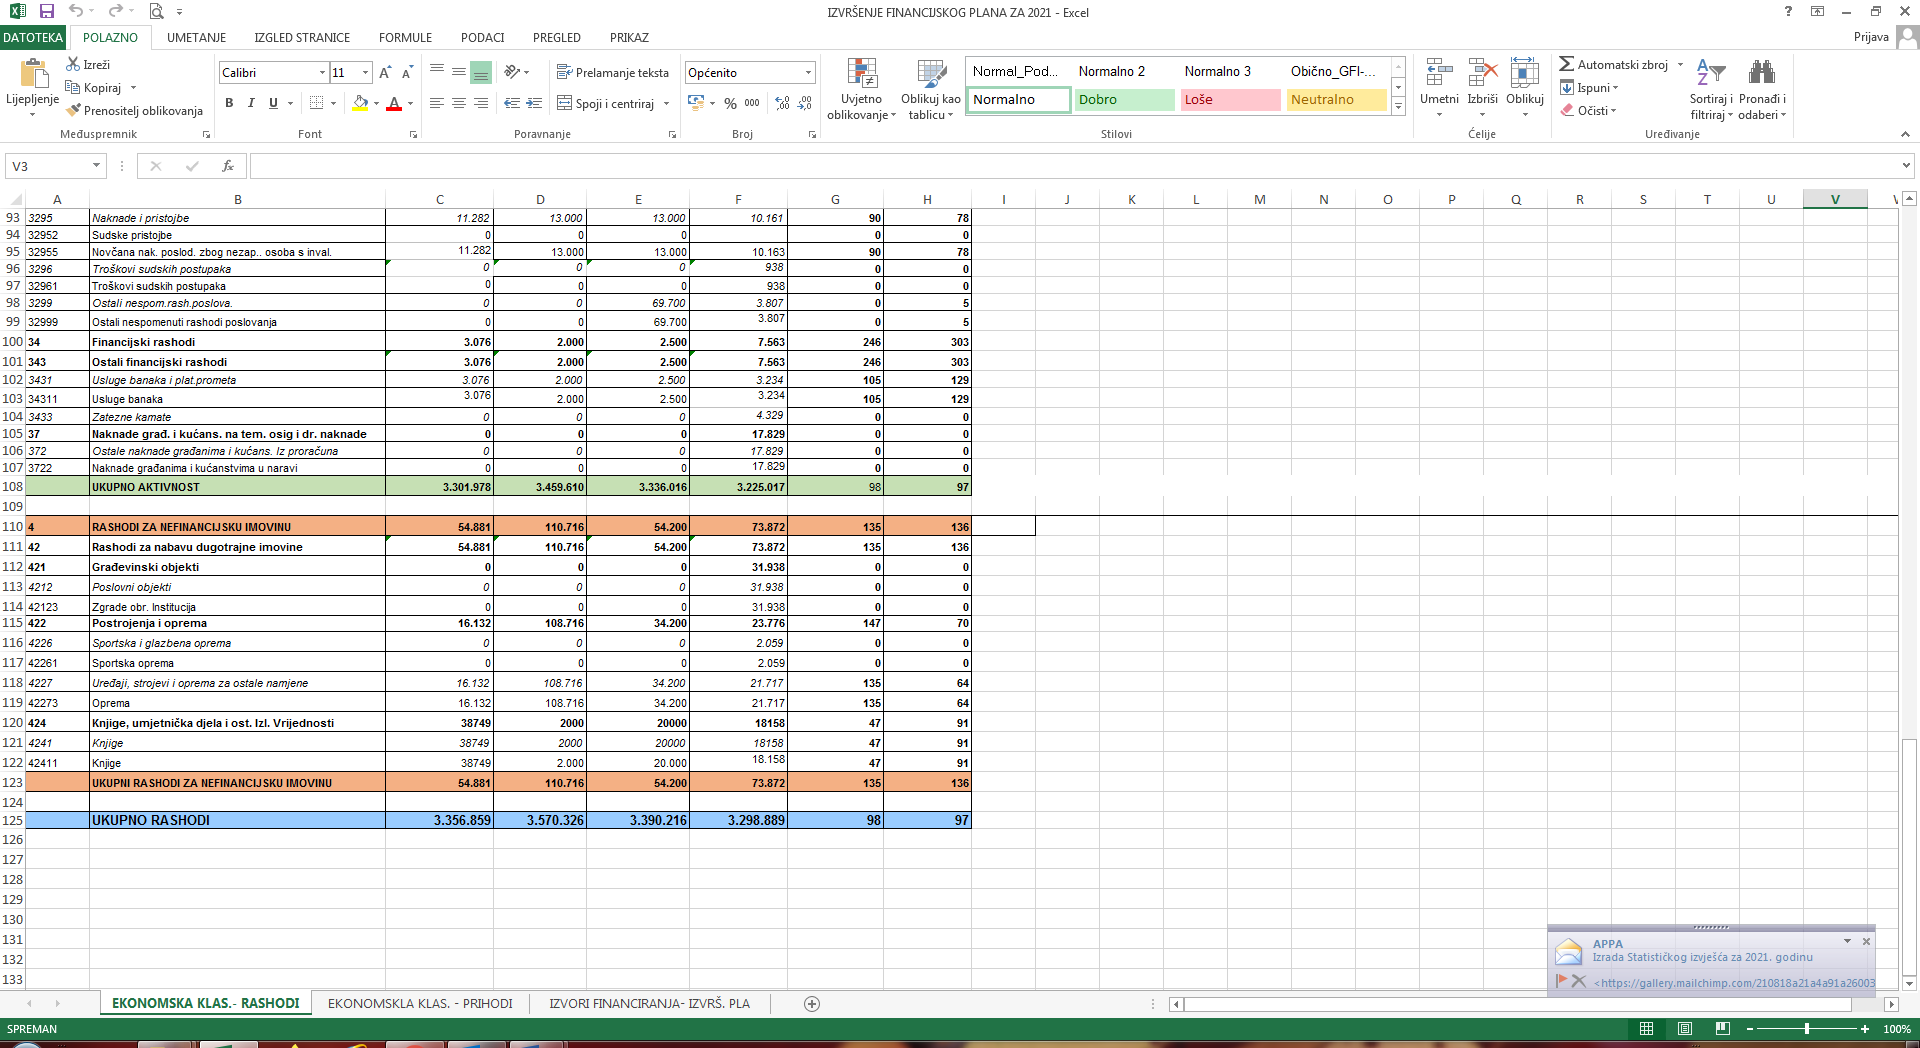 IZVRŠENJE FINANCIJSKOG PLANA ZA 2021 - Excel
DATOTEKA POLAZNO UMETANJE IZGLED STRANICE FORMULE PODACI PREGLED PRIKAZ Prijava
Lijepljenje
Izreži
Kopiraj
Prenositelj oblikovanja
Međuspremnik
Calibri 11
B I U
Font
Prelamanje teksta
Spoji i centriraj
Poravnanje
Općenito
% 000
Broj
Uvjetno oblikovanje
Oblikuj kao tablicu
Normal_Pod... Normalno 2 Normalno 3 Obično_GFI-...
Normalno Dobro Loše Neutralno
Stilovi
Umetni Izbriši Oblikuj
Ćelije
Automatski zbroj
Ispuni
Očisti
Sortiraj i filtriraj
Pronađi i odaberi
Uređivanje
V3 fx
A B C D E F G H I J K L M N O P Q R S T U V
93 3295 Naknade i pristojbe 11.282 13.000 13.000 10.161 90 78
94 32952 Sudske pristojbe 0 0 0 0 0
95 32955 Novčana nak. poslod. zbog nezap.. osoba s inval. 11.282 13.000 13.000 10.163 90 78
96 3296 Troškovi sudskih postupaka 0 0 0 938 0 0
97 32961 Troškovi sudskih postupaka 0 0 0 938 0 0
98 3299 Ostali nespom.rash.poslova. 0 0 69.700 3.807 0 5
99 32999 Ostali nespomenuti rashodi poslovanja 0 0 69.700 3.807 0 5
100 34 Financijski rashodi 3.076 2.000 2.500 7.563 246 303
101 343 Ostali financijski rashodi 3.076 2.000 2.500 7.563 246 303
102 3431 Usluge banaka i plat.prometa 3.076 2.000 2.500 3.234 105 129
103 34311 Usluge banaka 3.076 2.000 2.500 3.234 105 129
104 3433 Zatezne kamate 0 0 0 4.329 0 0
105 37 Naknade građ. i kućans. na tem. osig i dr. naknade 0 0 0 17.829 0 0
106 372 Ostale naknade građanima i kućans. Iz proračuna 0 0 0 17.829 0 0
107 3722 Naknade građanima i kućanstvima u naravi 0 0 0 17.829 0 0
108 UKUPNO AKTIVNOST 3.301.978 3.459.610 3.336.016 3.225.017 98 97
109
110 4 RASHODI ZA NEFINANCIJSKU IMOVINU 54.881 110.716 54.200 73.872 135 136
111 42 Rashodi za nabavu dugotrajne imovine 54.881 110.716 54.200 73.872 135 136
112 421 Građevinski objekti 0 0 0 31.938 0 0
113 4212 Poslovni objekti 0 0 0 31.938 0 0
114 42123 Zgrade obr. Institucija 0 0 0 31.938 0 0
115 422 Postrojenja i oprema 16.132 108.716 34.200 23.776 147 70
116 4226 Sportska i glazbena oprema 0 0 0 2.059 0 0
117 42261 Sportska oprema 0 0 0 2.059 0 0
118 4227 Uređaji, strojevi i oprema za ostale namjene 16.132 108.716 34.200 21.717 135 64
119 42273 Oprema 16.132 108.716 34.200 21.717 135 64
120 424 Knjige, umjetnička djela i ost. Izl. Vrijednosti 38749 2000 20000 18158 47 91
121 4241 Knjige 38749 2000 20000 18158 47 91
122 42411 Knjige 38749 2.000 20.000 18.158 47 91
123 UKUPNI RASHODI ZA NEFINANCIJSKU IMOVINU 54.881 110.716 54.200 73.872 135 136
124
125 UKUPNO RASHODI 3.356.859 3.570.326 3.390.216 3.298.889 98 97
126
127
128
129
130
131
132
133
APPA
Izrada Statističkog izvješća za 2021. godinu
<https://gallery.mailchimp.com/210818a21a4a91a26003
EKONOMSKA KLAS.- RASHODI EKONOMSKLA KLAS. - PRIHODI IZVORI FINANCIRANJA- IZVRŠ. PLA
SPREMAN 100%